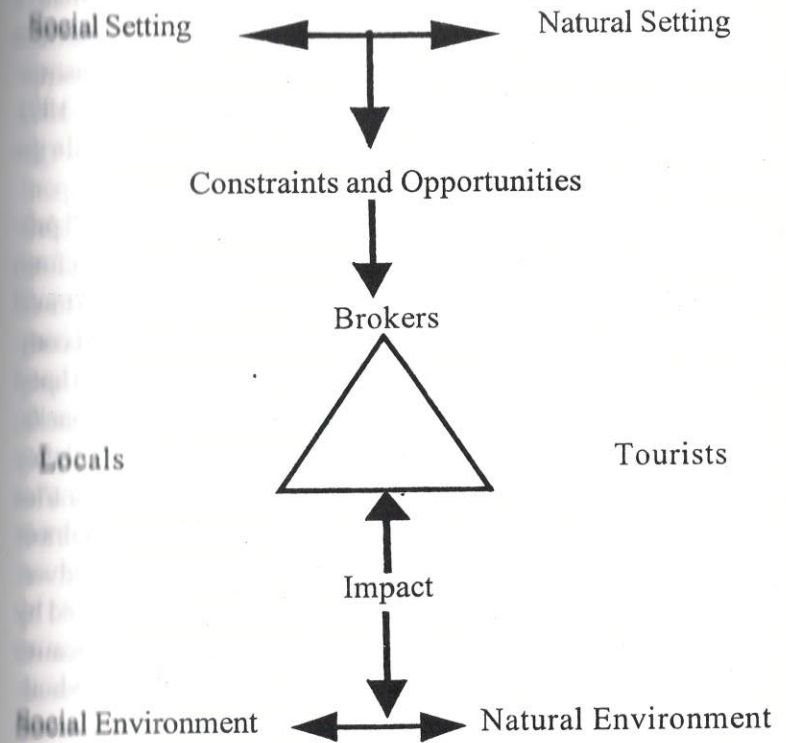 Social Setting
Natural Setting
Constraints and Opportunities
Brokers
Locals
Tourists
Impact
Social Environment
Natural Environment